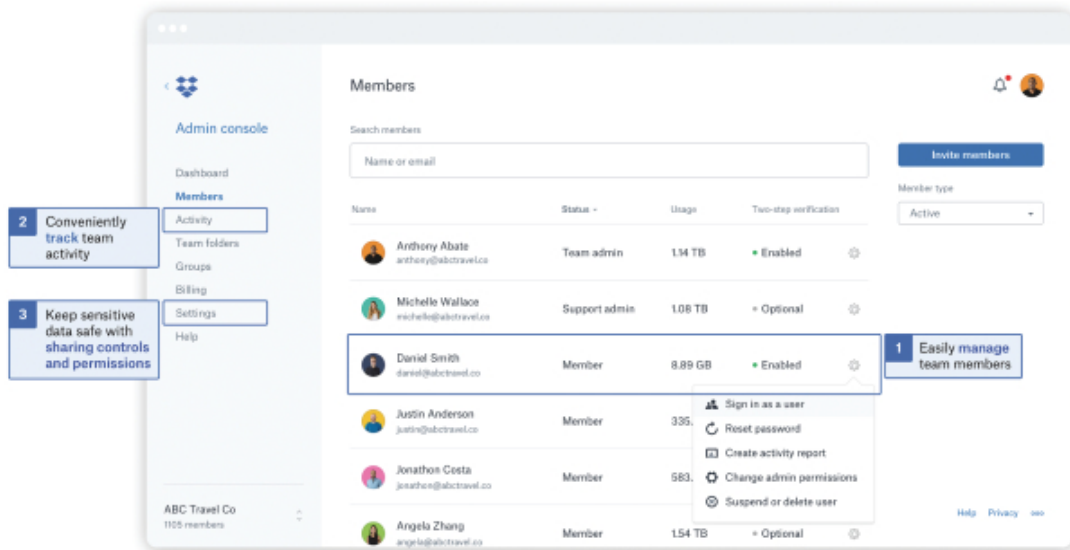 Members
Admin console
Search members
Name or email
Invite members
Member type
Active
Dashboard
Members
Activity
Team folders
Groups
Billing
Settings
Help
2 Conveniently
track team
activity
3 Keep sensitive
data safe with
sharing controls
and permissions
Name Status Usage Two-step verification
Anthony Abate
anthony@abctravel.co
Team admin 1.14 TB Enabled
Michelle Wallace
michelle@abctravel.co
Support admin 1.08 TB Optional
Daniel Smith
daniel@abctravel.co
Member 8.89 GB Enabled
1 Easily manage
team members
Sign in as a user
Reset password
Create activity report
Change admin permissions
Suspend or delete user
Justin Anderson
justin@abctravel.co
Member 335.
Jonathon Costa
jonathon@abctravel.co
Member 583.
Angela Zhang
angela@abctravel.co
Member 1.54 TB Optional
ABC Travel Co
1105 members
Help Privacy